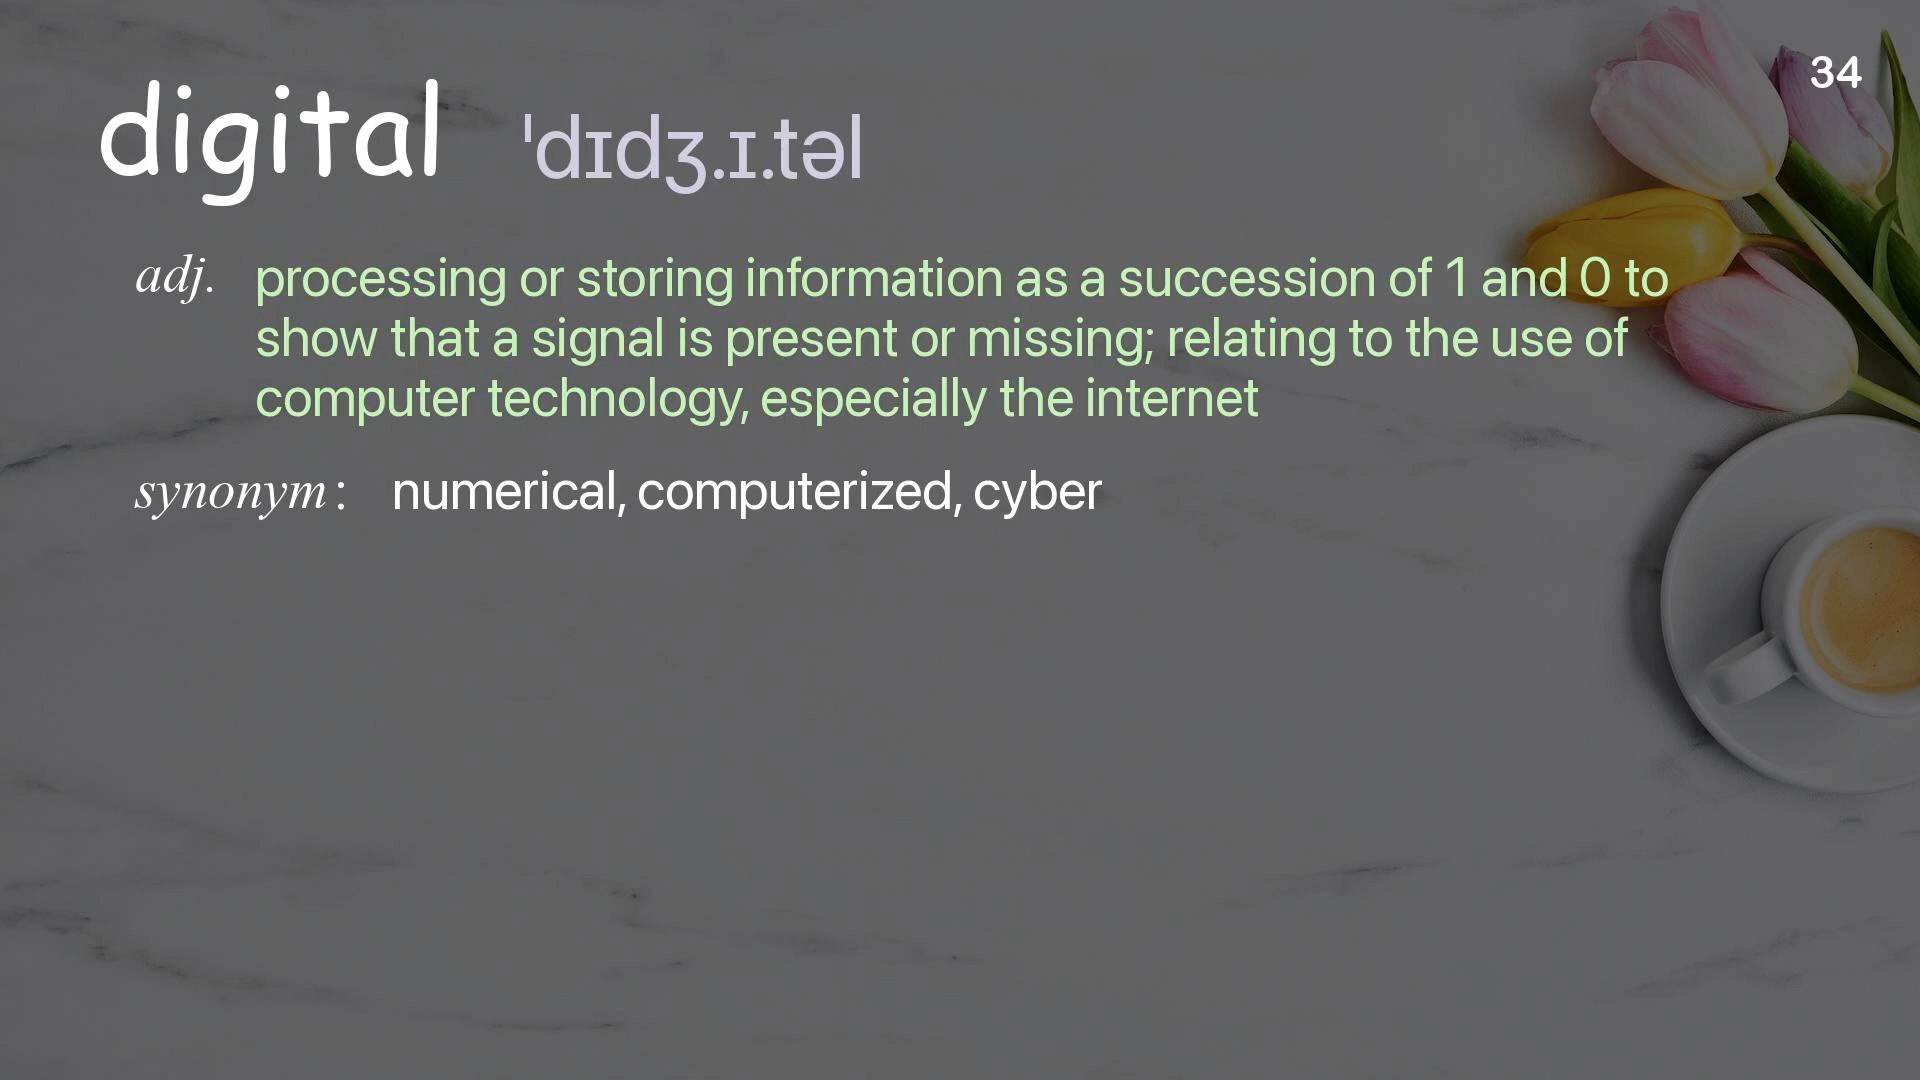 34
digital ˈdɪdʒ.ɪ.təl
adj. processing or storing information as a succession of 1 and 0 to
show that a signal is present or missing; relating to the use of
computer technology, especially the internet
synonym : numerical, computerized, cyber